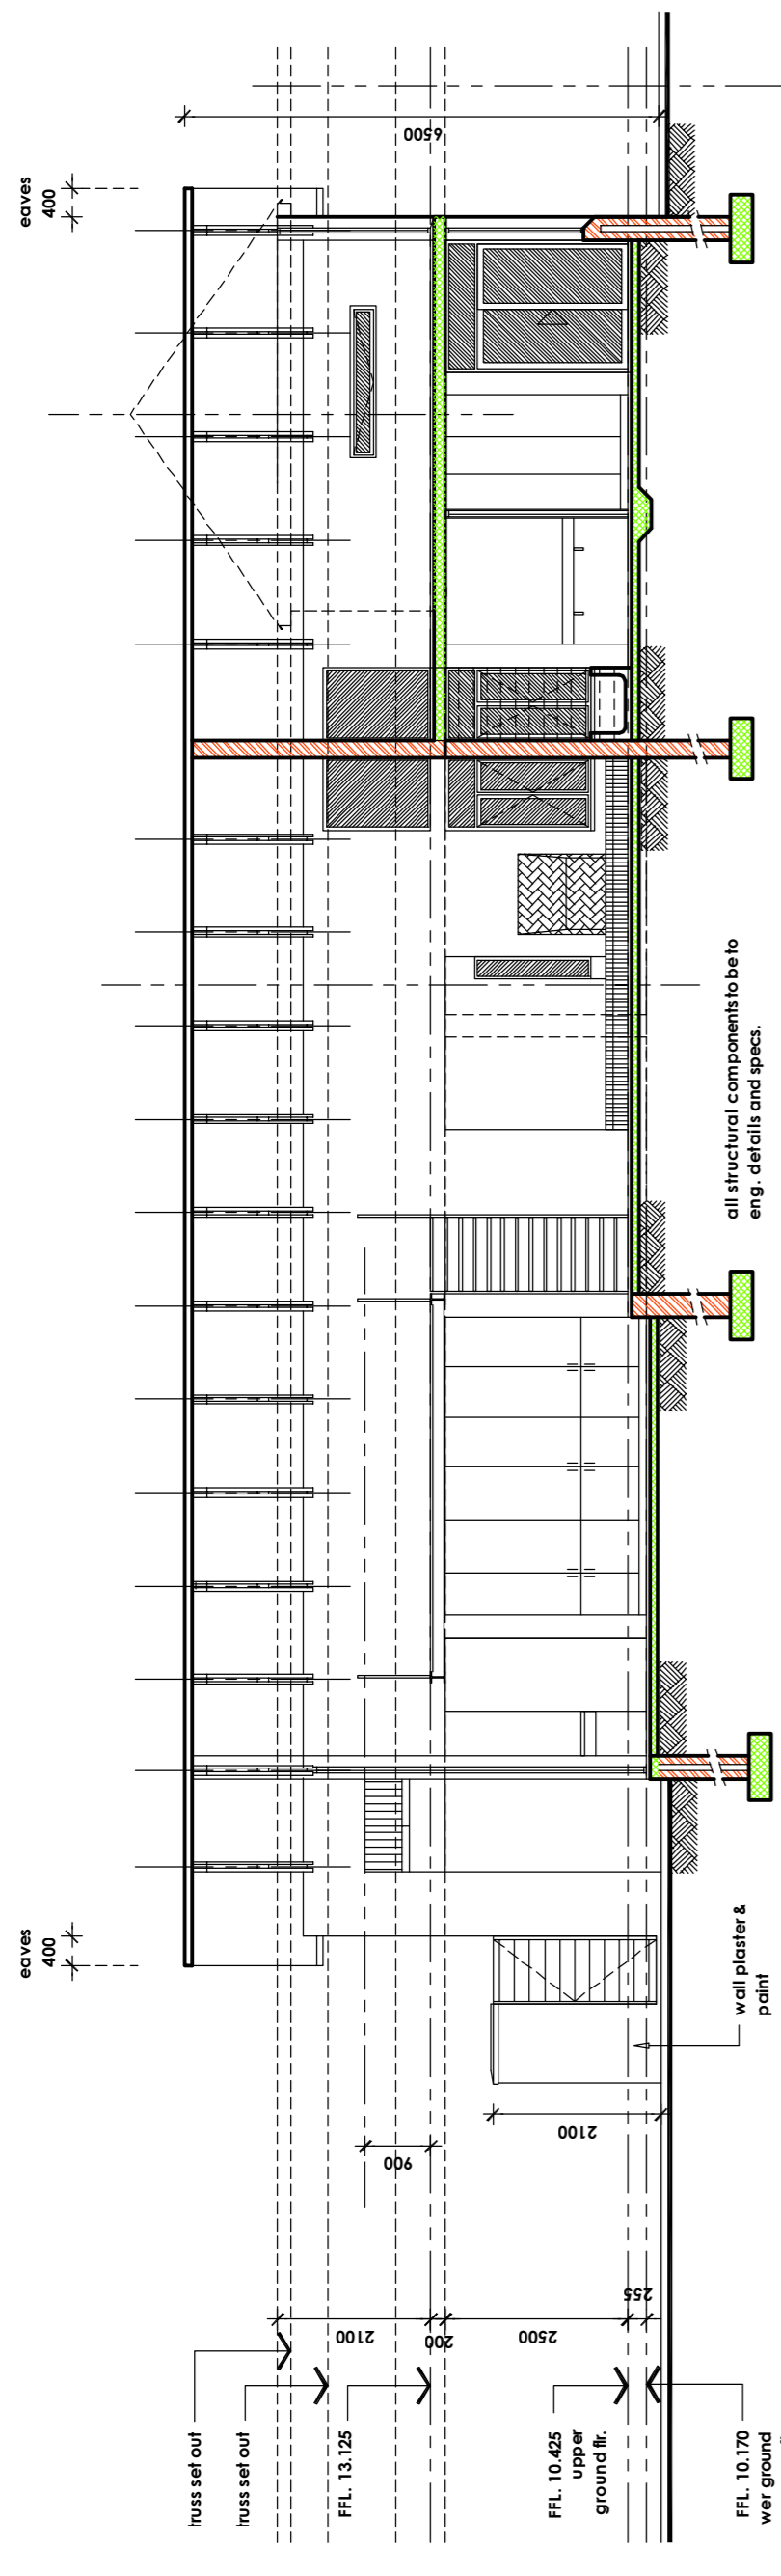 eaves
400
6500
all structural components to be to
eng. details and specs.
eaves
400
wall plaster &
paint
2100
900
2100
200
2500
255
russ set out
russ set out
FFL. 13.125
FFL. 10.425
upper
ground flr.
FFL. 10.170
wer ground